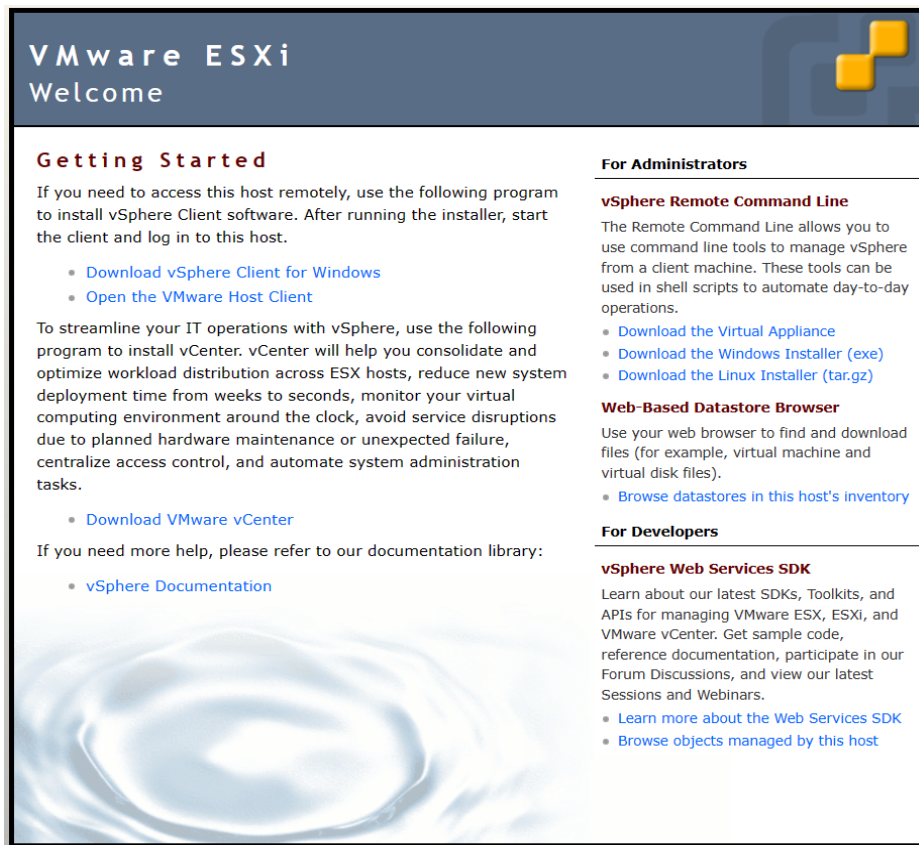 VMware ESXi
Welcome
Getting Started
If you need to access this host remotely, use the following program
to install vSphere Client software. After running the installer, start
the client and log in to this host.
Download vSphere Client for Windows
Open the VMware Host Client
To streamline your IT operations with vSphere, use the following
program to install vCenter. vCenter will help you consolidate and
optimize workload distribution across ESX hosts, reduce new system
deployment time from weeks to seconds, monitor your virtual
computing environment around the clock, avoid service disruptions
due to planned hardware maintenance or unexpected failure,
centralize access control, and automate system administration
tasks.
Download VMware vCenter
If you need more help, please refer to our documentation library:
vSphere Documentation
For Administrators
vSphere Remote Command Line
The Remote Command Line allows you to
use command line tools to manage vSphere
from a client machine. These tools can be
used in shell scripts to automate day-to-day
operations.
Download the Virtual Appliance
Download the Windows Installer (exe)
Download the Linux Installer (tar.gz)
Web-Based Datastore Browser
Use your web browser to find and download
files (for example, virtual machine and
virtual disk files).
Browse datastores in this host's inventory
For Developers
vSphere Web Services SDK
Learn about our latest SDKs, Toolkits, and
APIs for managing VMware ESX, ESXi, and
VMware vCenter. Get sample code,
reference documentation, participate in our
Forum Discussions, and view our latest
Sessions and Webinars.
Learn more about the Web Services SDK
Browse objects managed by this host